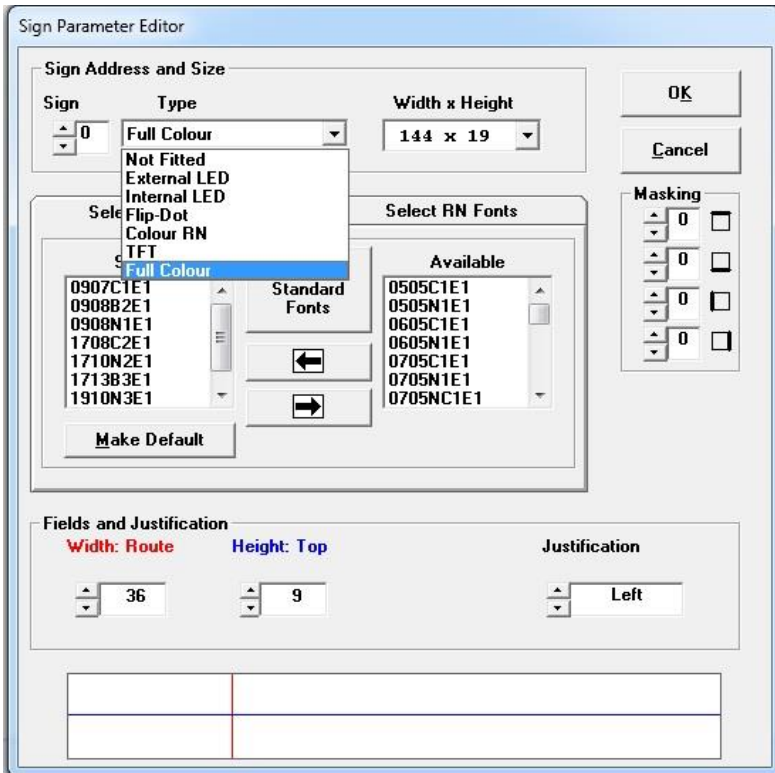 Sign Parameter Editor
Sign Address and Size
Sign Type Width x Height
0 Full Colour 144 x 19
Not Fitted
External LED
Internal LED
Flip-Dot
Colour RN
TFT
Full Colour
OK
Cancel
Masking
0
0
0
0
Select RN Fonts
0907C1E1
0908B2E1
0908N1E1
1708C2E1
1710N2E1
1713B3E1
1910N3E1
Standard
Fonts
Available
0505C1E1
0505N1E1
0605C1E1
0605N1E1
0705C1E1
0705N1E1
0705NC1E1
Make Default
Fields and Justification
Width: Route Height: Top Justification
36 9 Left